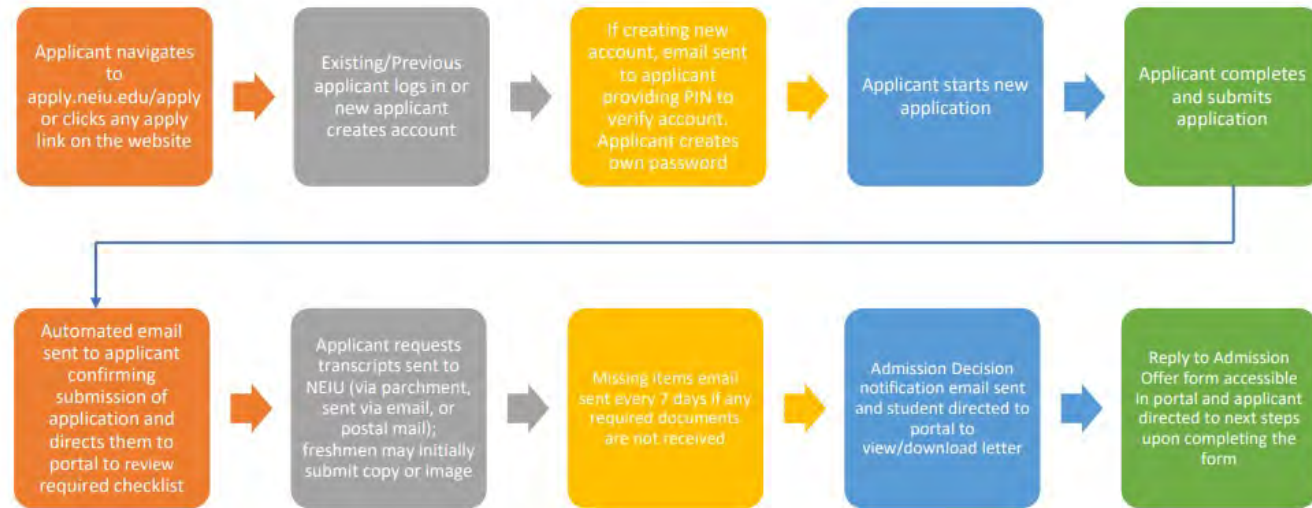 Applicant navigates
to
apply.neiu.edu/apply
or clicks any apply
link on the website
Existing/Previous
applicant logs in or
new applicant
creates account
If creating new
account, email sent
to applicant
providing PIN to
verify account.
Applicant creates
own password
Applicant starts new
application
Applicant completes
and submits
application
Automated email
sent to applicant
confirming
submission of
application and
directs them to
portal to review
required checklist
Applicant requests
transcripts sent to
NEIU (via parchment,
sent via email, or
postal mail);
freshmen may initially
submit copy or image
Missing items email
sent every 7 days if any
required documents
are not received
Admission Decision
notification email sent
and student directed to
portal to
view/download letter
Reply to Admission
Offer form accessible
in portal and applicant
directed to next steps
upon completing the
form